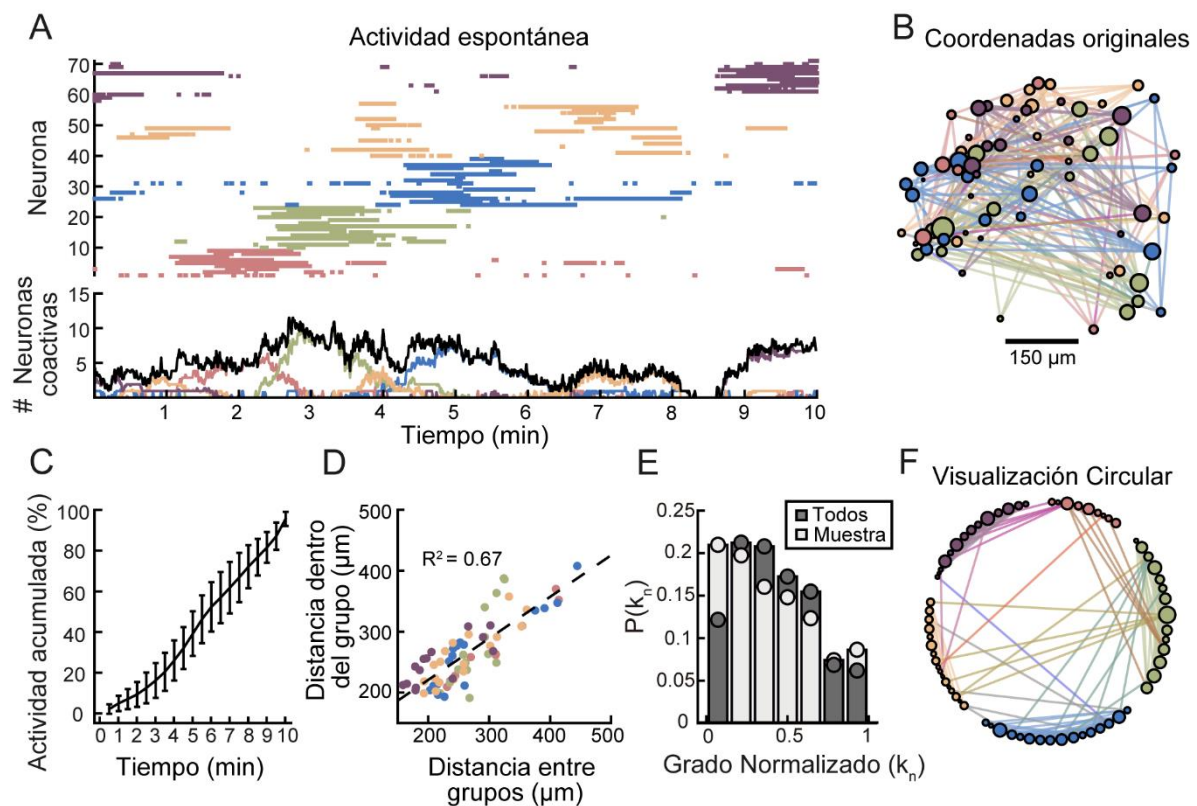 A
Actividad espontánea
Neurona
70
60
50
40
30
20
10
# Neuronas
coactivas
15
10
5
1 2 3 4 5 6 7 8 9 10
Tiempo (min)
B
Coordenadas originales
150 µm
C
Actividad acumulada (%)
100
80
60
40
20
0
0 1 2 3 4 5 6 7 8 9 10
Tiempo (min)
D
Distancia dentro
del grupo (µm)
R² = 0.67
500
400
300
200
150 200 300 400 500
Distancia entre
grupos (µm)
E
P(kn)
Todos
Muestra
0.25
0.2
0.15
0.1
0.05
0
0 0.5 0.5 1
Grado Normalizado (kn)
F
Visualización Circular